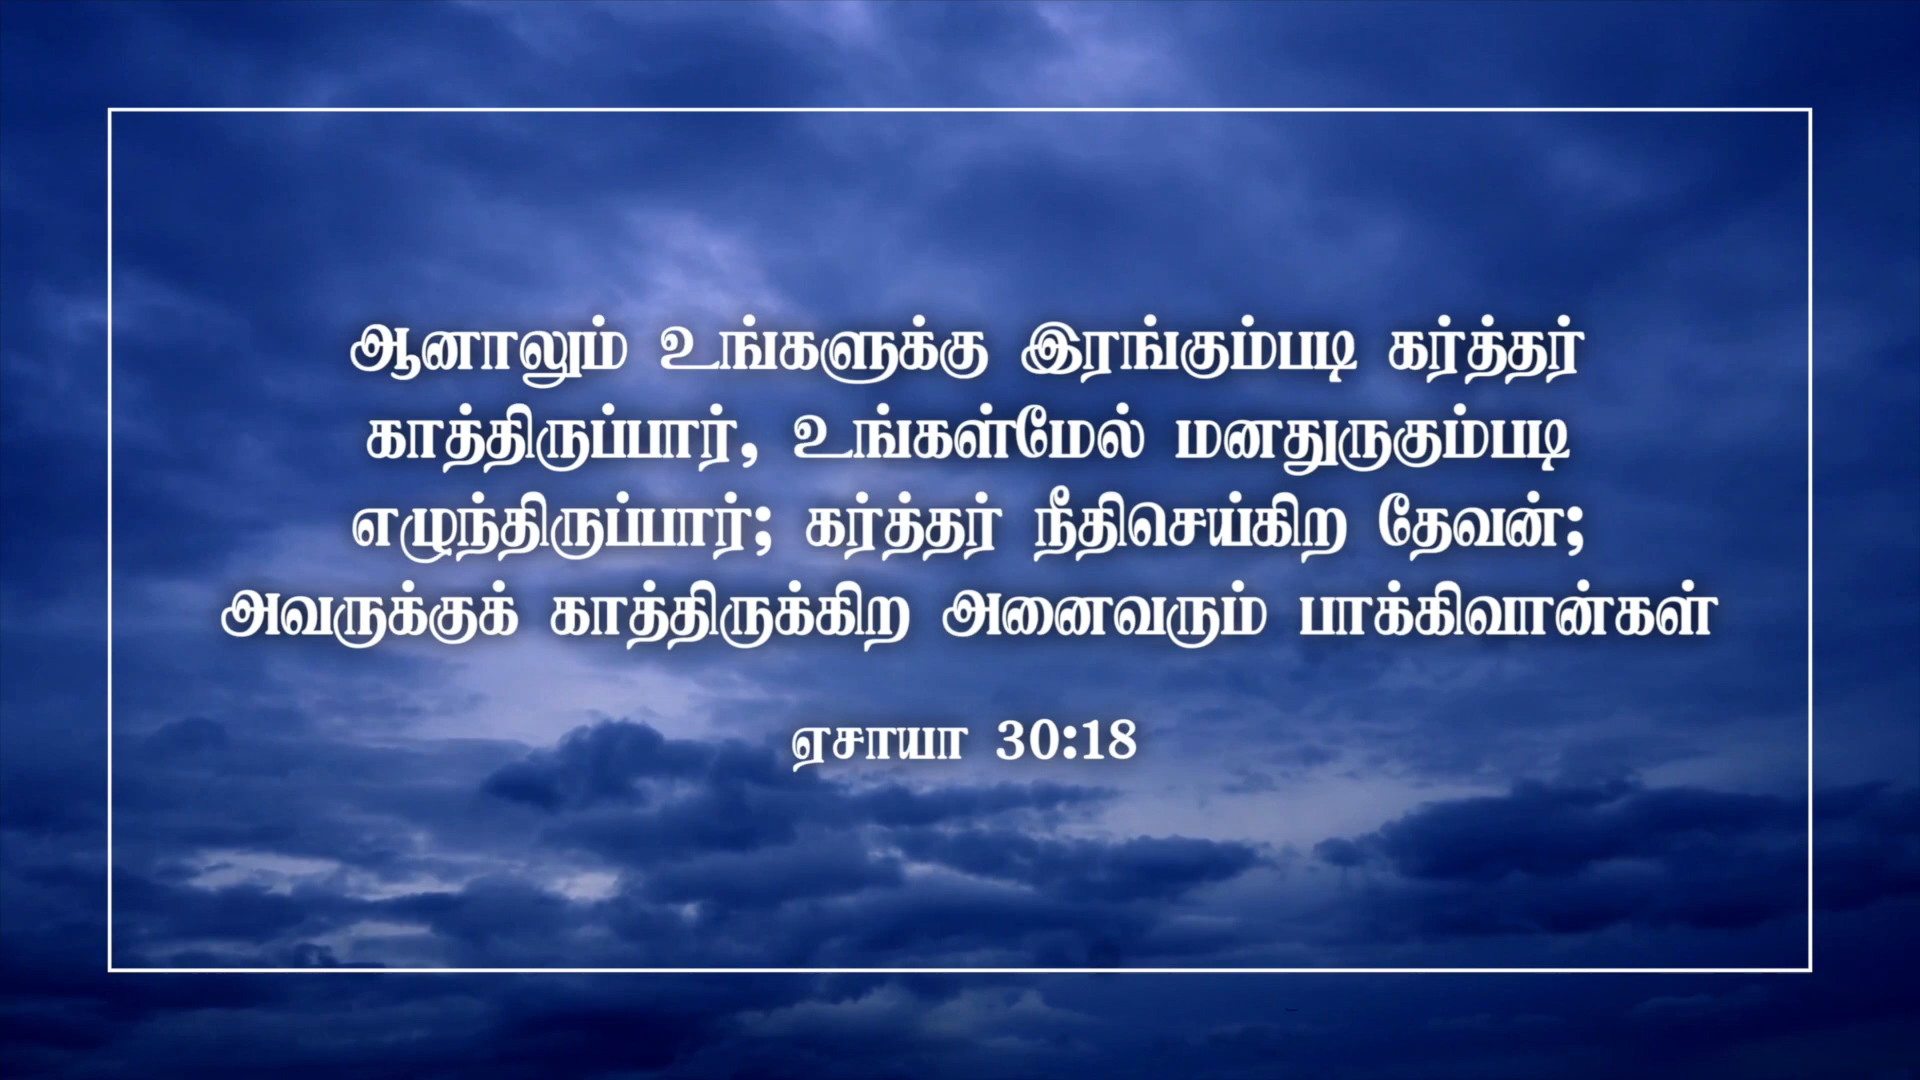 ஆனாலும் உங்களுக்கு இரங்கும்படி கர்த்தர்
காத்திருப்பார், உங்கள்மேல் மனதுருகும்படி
எழுந்திருப்பார்; கர்த்தர் நீதிசெய்கிற தேவன்;
அவருக்குக் காத்திருக்கிற அனைவரும் பாக்கிவான்கள்
ஏசாயா 30:18